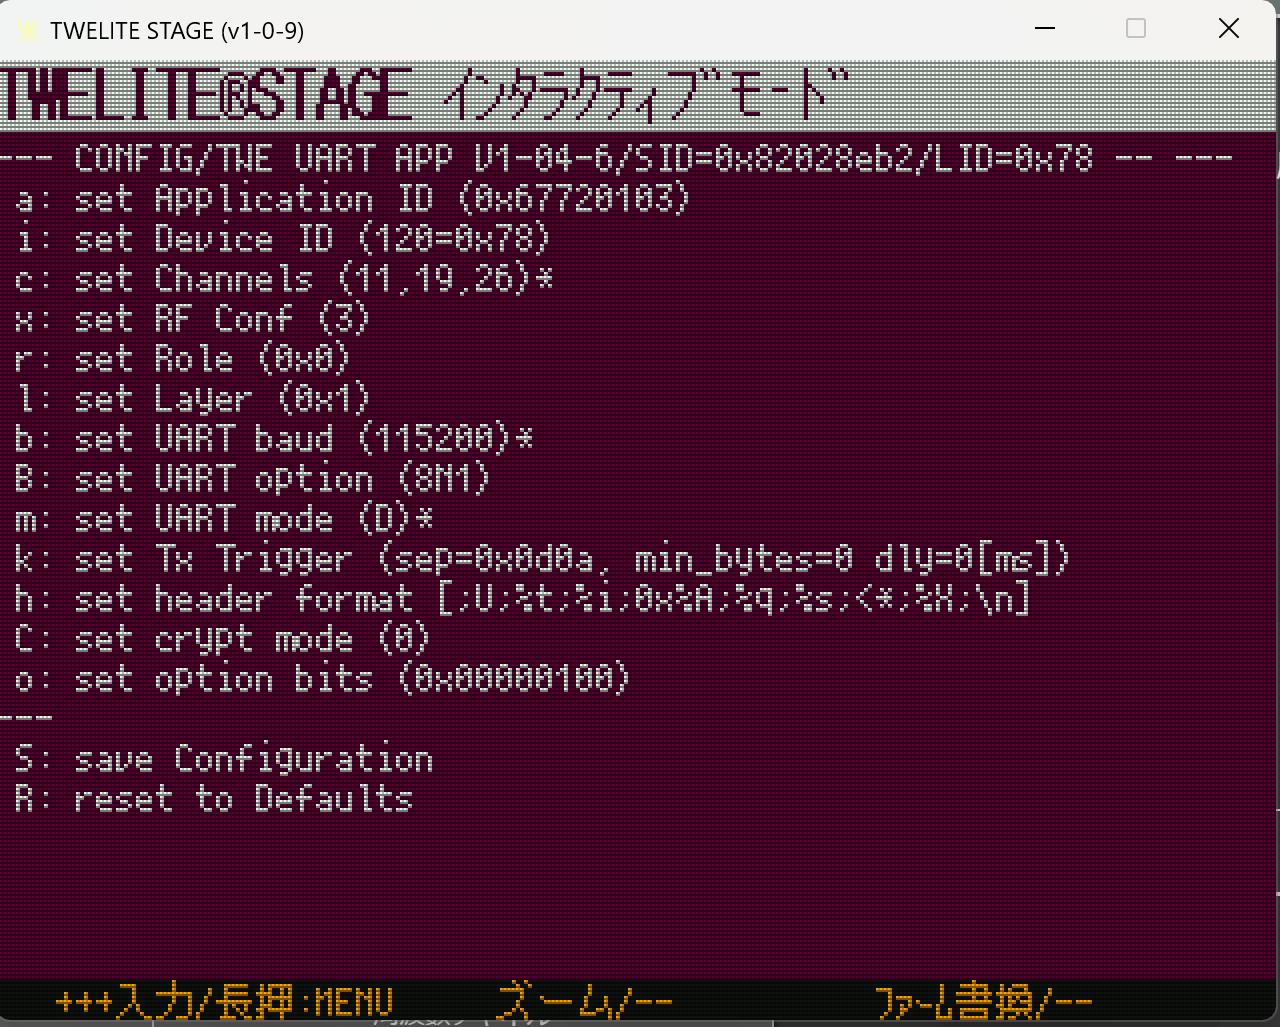 TWELITE STAGE (v1-0-9)
TWELITE®STAGE インタラクティブモード
--- CONFIG/TWE UART APP V1-04-6/SID=0x82028eb2/LID=0x78 -- ---
a: set Application ID (0x67720103)
i: set Device ID (120=0x78)
c: set Channels (11,19,26)*
x: set RF Conf (3)
r: set Role (0x0)
l: set Layer (0x1)
b: set UART baud (115200)*
B: set UART option (8N1)
m: set UART mode (D)*
k: set Tx Trigger (sep=0x0d0a, min_bytes=0 dly=0[ms])
h: set header format [;U;%t;%i;0x%A;%q;%s;<*;%X;\n]
C: set crypt mode (0)
o: set option bits (0x00000100)
---
S: save Configuration
R: reset to Defaults
+++入力/長押:MENU ズーム/-- ファーム書換/--